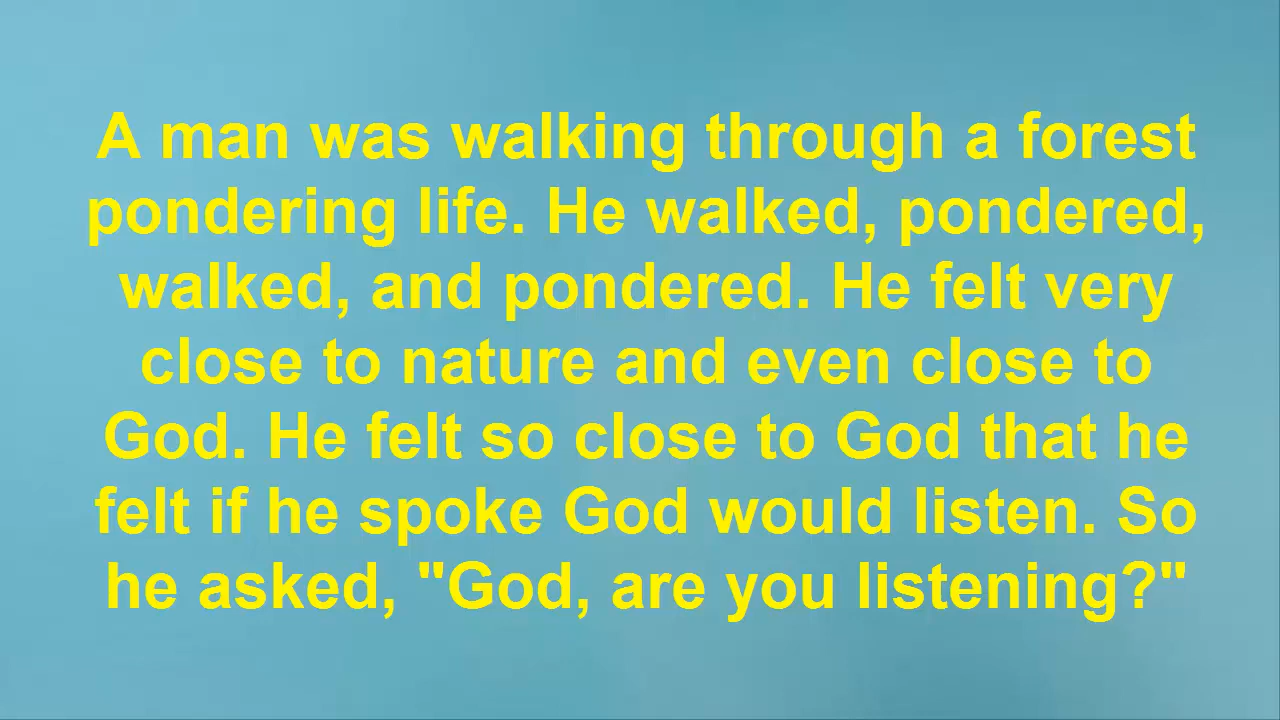 A man was walking through a forest
pondering life. He walked, pondered,
walked, and pondered. He felt very
close to nature and even close to
God. He felt so close to God that he
felt if he spoke God would listen. So
he asked, "God, are you listening?"